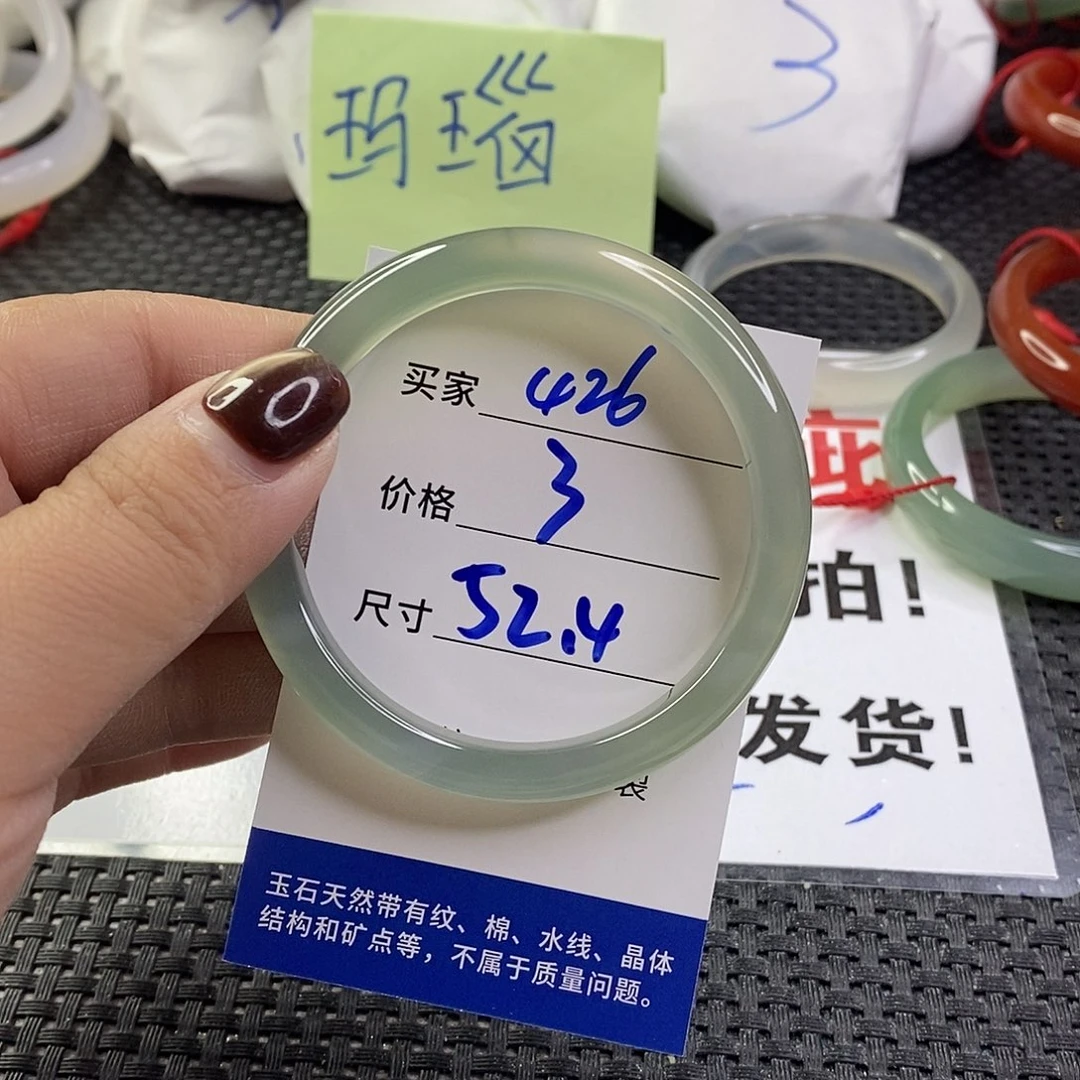 玛瑙
3
买家 426
价格 3
尺寸 52.4
玉石天然带有纹、棉、水线、晶体
结构和矿点等，不属于质量问题。
疵
拍！
发货！